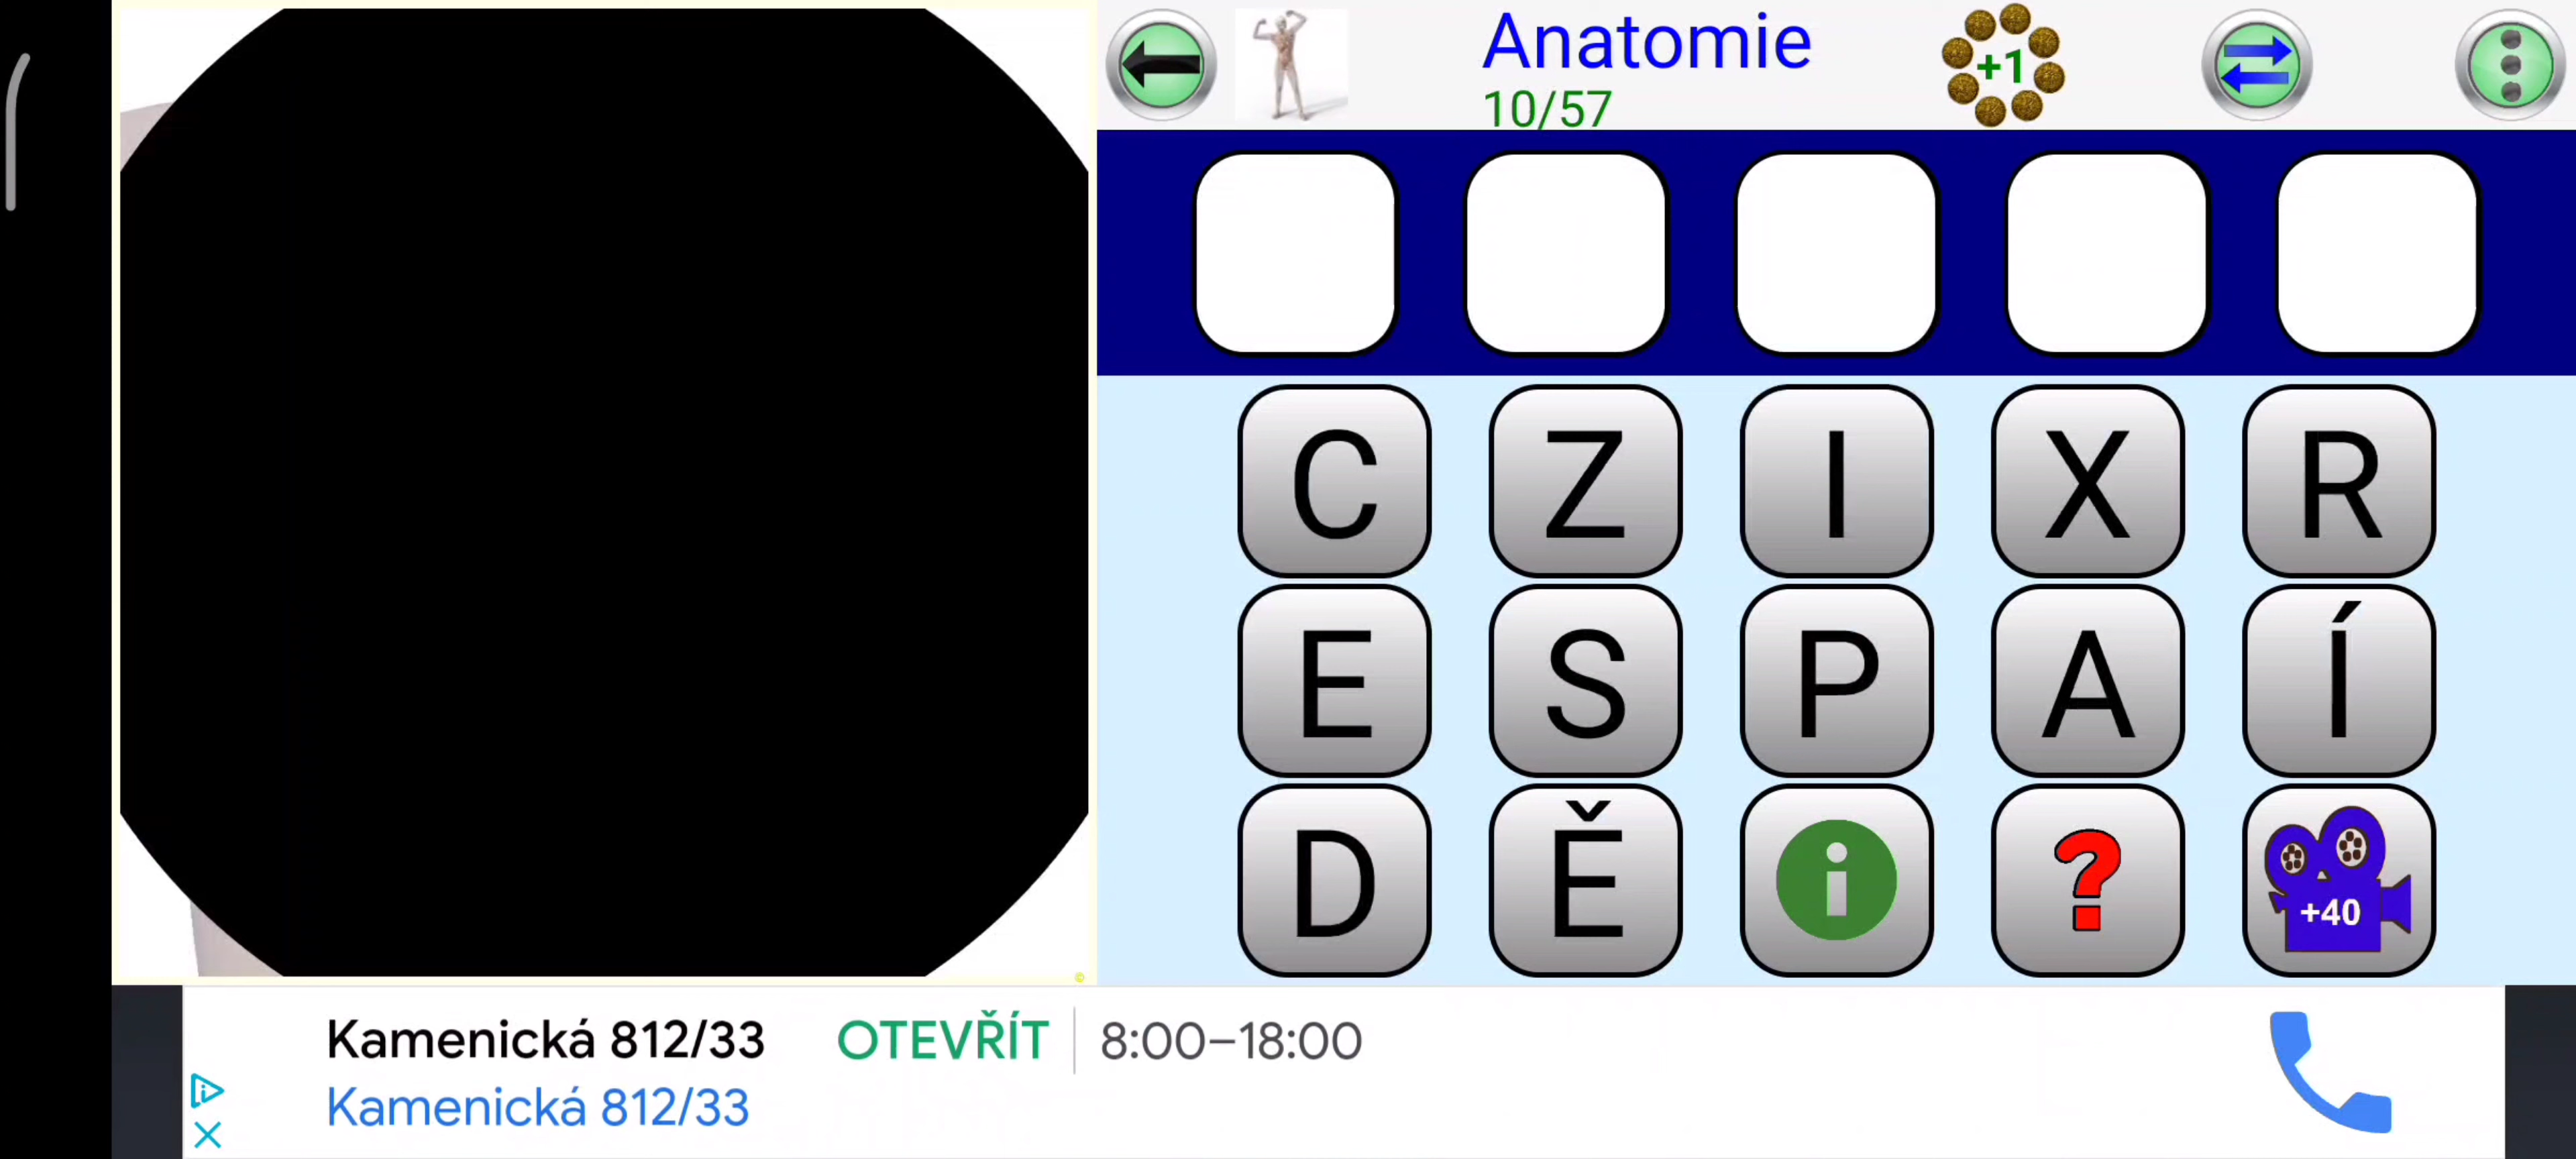 Anatomie
10/57
+1
C Z I X R
E S P A Í
D Ě i ? +40
Kamenická 812/33 OTEVŘÍT 8:00–18:00
Kamenická 812/33